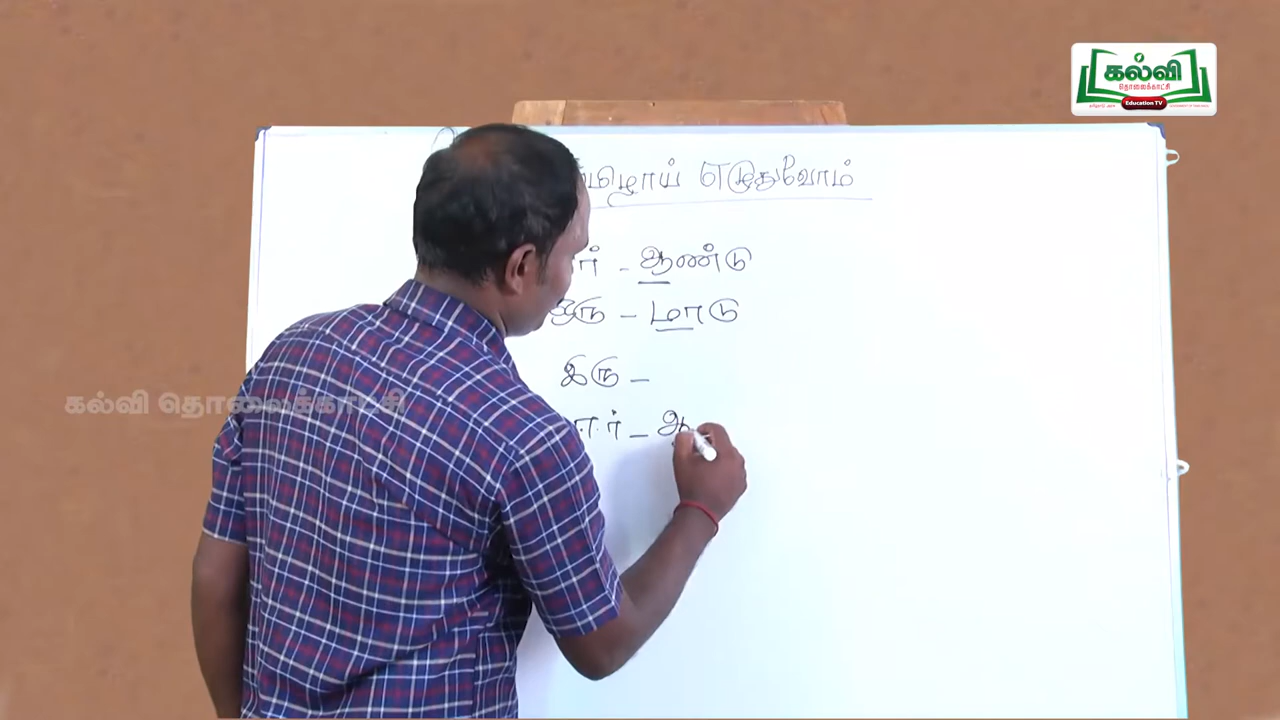 கல்வி
தொலைக்காட்சி
Education TV
எழுதுவோம்
ர் – ஆண்டு
ஒரு – மாடு
இரு –
ர் – ஆ
கல்வி தொலைக்காட்சி